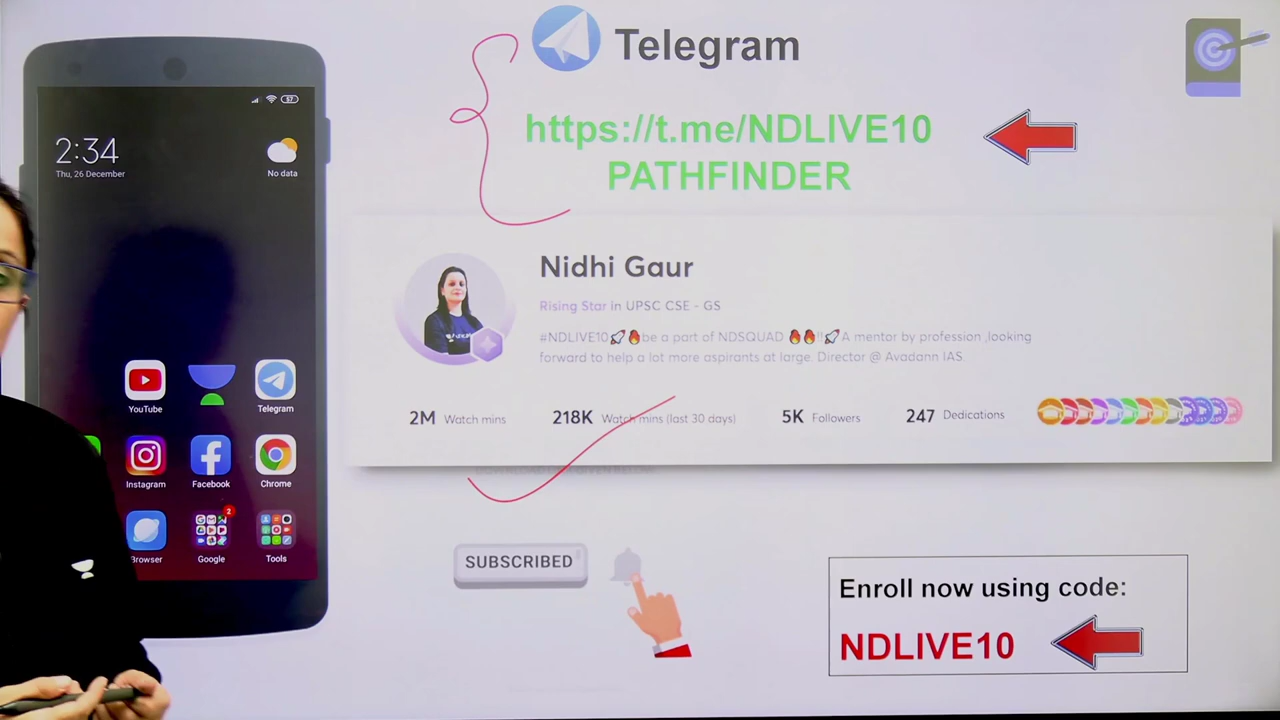 Telegram
https://t.me/NDLIVE10
PATHFINDER
2:34
Thu, 26 December
57
No data
YouTube
Telegram
Instagram
Facebook
Chrome
Browser
Google
2
Tools
Nidhi Gaur
Rising Star in UPSC CSE - GS
#NDLIVE10🚀🔥be a part of NDSQUAD 🔥🔥!!🚀A mentor by profession ,looking
forward to help a lot more aspirants at large. Director @ Avadann IAS
2M Watch mins
218K Watch mins (last 30 days)
5K Followers
247 Dedications
SUBSCRIBED
Enroll now using code:
NDLIVE10